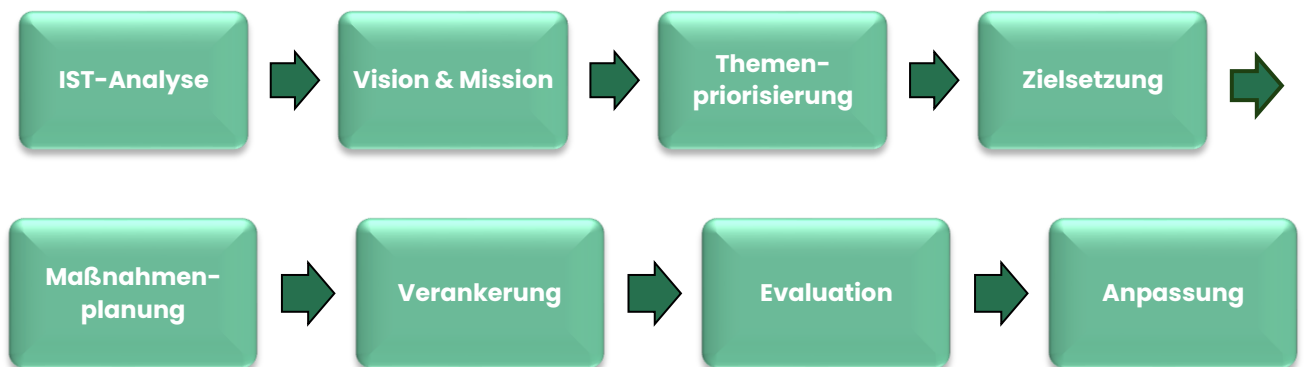 IST-Analyse
Vision & Mission
Themen-
priorisierung
Zielsetzung
Maßnahmen-
planung
Verankerung
Evaluation
Anpassung